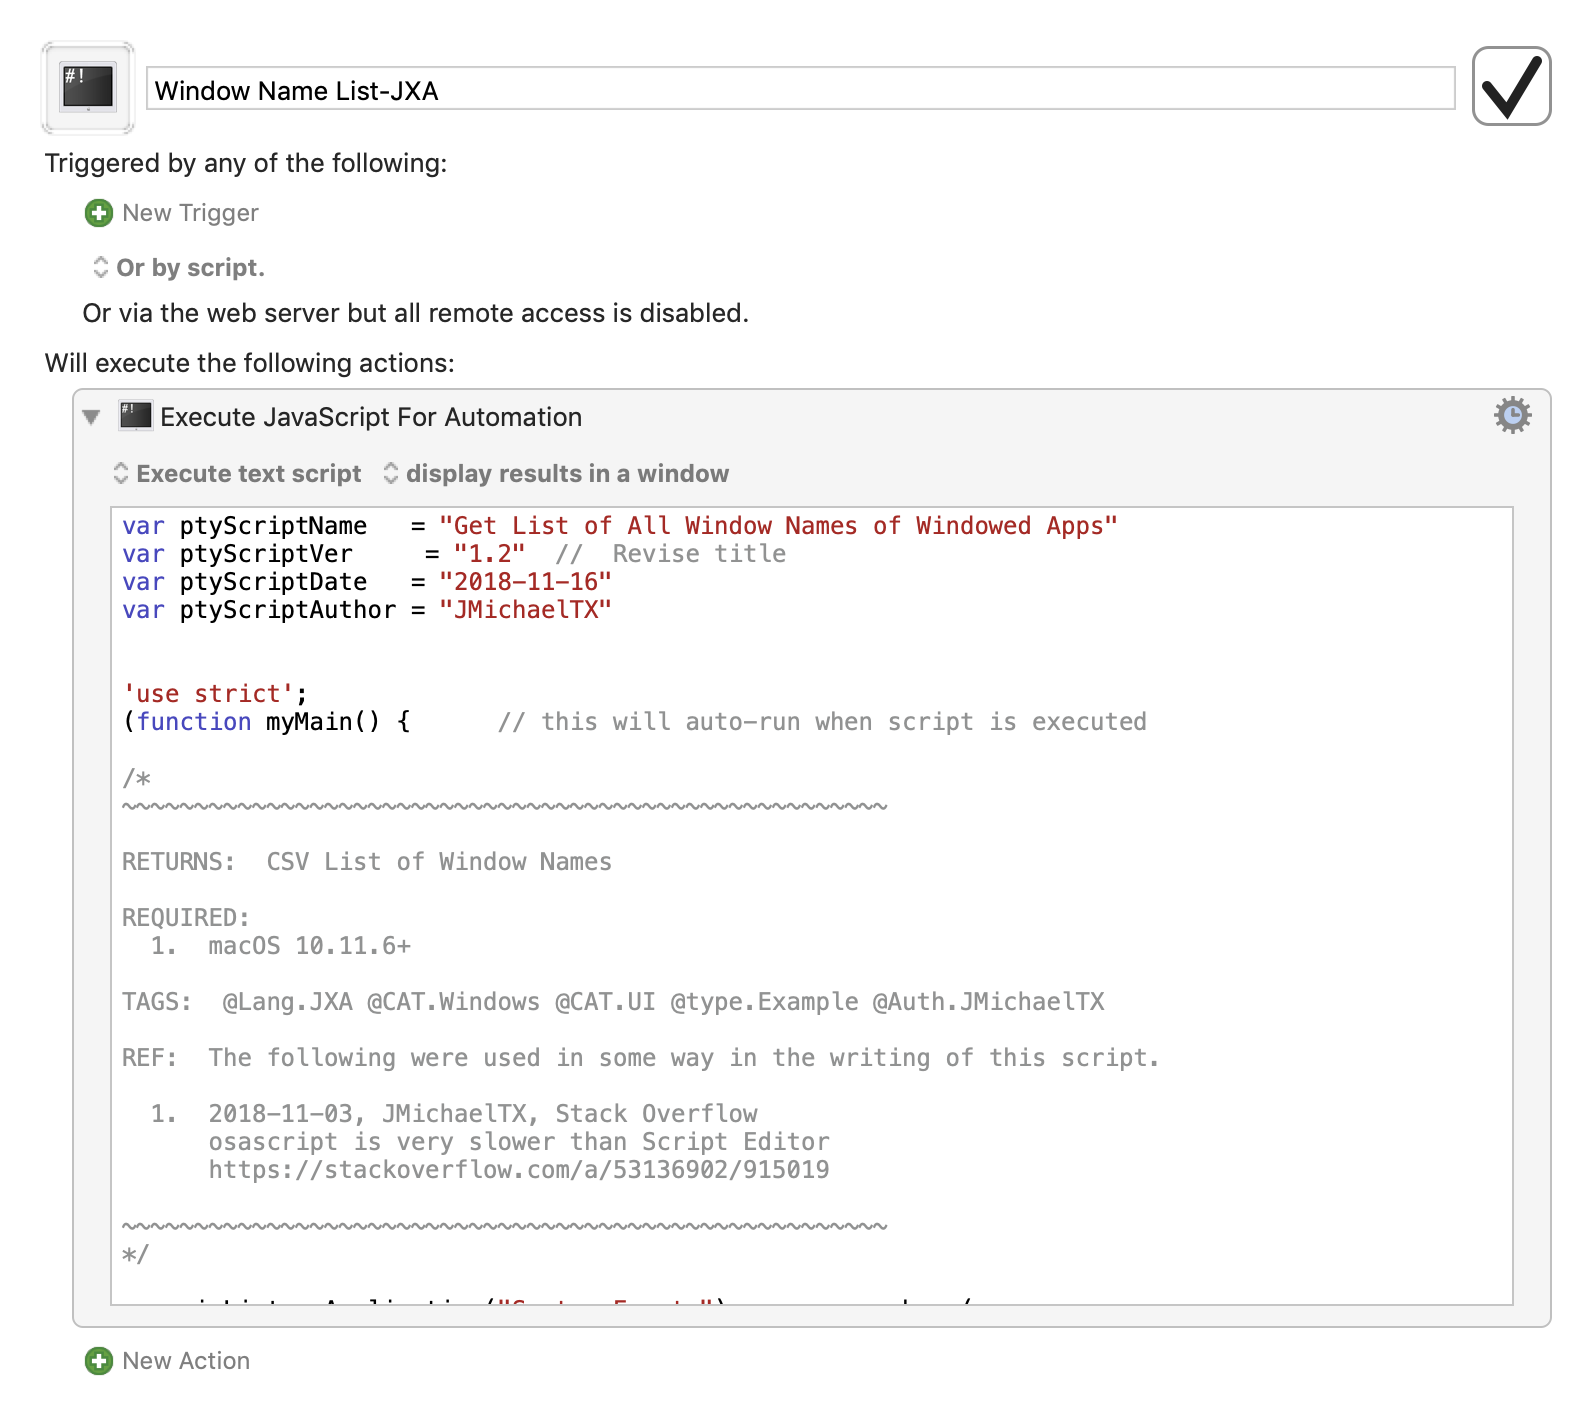 #!
Window Name List-JXA
Triggered by any of the following:
New Trigger
Or by script.
Or via the web server but all remote access is disabled.
Will execute the following actions:
#! Execute JavaScript For Automation
Execute text script display results in a window
var ptyScriptName   = "Get List of All Window Names of Windowed Apps"
var ptyScriptVer     = "1.2"  //  Revise title
var ptyScriptDate   = "2018-11-16"
var ptyScriptAuthor = "JMichaelTX"
'use strict';
(function myMain() {      // this will auto-run when script is executed
/*
~~~~~~~~~~~~~~~~~~~~~~~~~~~~~~~~~~~~~~~~~~~~~~~~~~~~~
RETURNS:  CSV List of Window Names
REQUIRED:
  1.  macOS 10.11.6+
TAGS:  @Lang.JXA @CAT.Windows @CAT.UI @type.Example @Auth.JMichaelTX
REF:  The following were used in some way in the writing of this script.
  1.  2018-11-03, JMichaelTX, Stack Overflow
      osascript is very slower than Script Editor
      https://stackoverflow.com/a/53136902/915019
~~~~~~~~~~~~~~~~~~~~~~~~~~~~~~~~~~~~~~~~~~~~~~~~~~~~~
*/
New Action